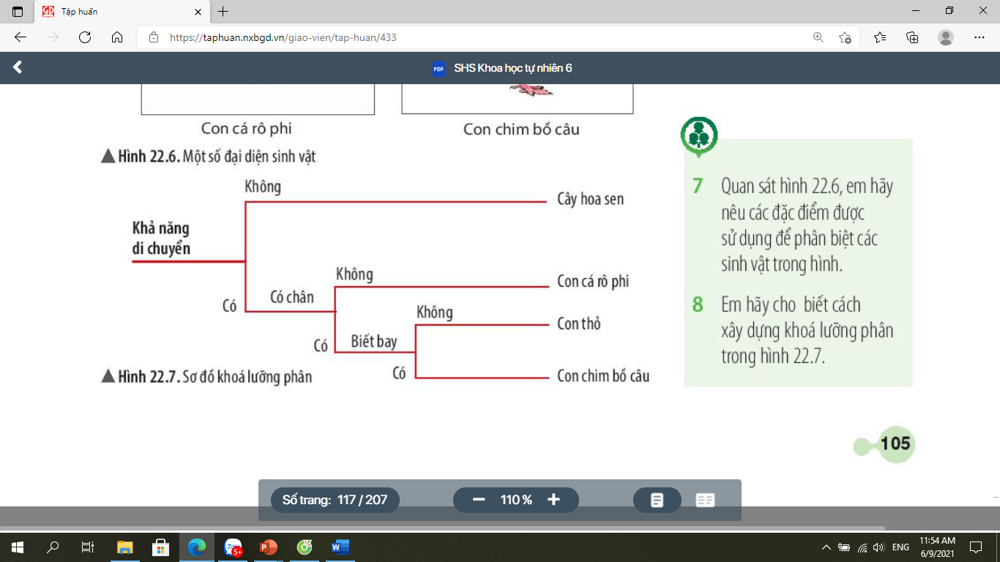 GD Tập huấn
https://taphuan.nxbgd.vn/giao-vien/tap-huan/433
PDF SHS Khoa học tự nhiên 6
Con cá rô phi
Con chim bồ câu
Hình 22.6. Một số đại diện sinh vật
Không
Cây hoa sen
Khả năng
di chuyển
Không
Con cá rô phi
Có
Có chân
Không
Con thỏ
Có
Biết bay
Có
Con chim bồ câu
Hình 22.7. Sơ đồ khoá lưỡng phân
7 Quan sát hình 22.6, em hãy
nêu các đặc điểm được
sử dụng để phân biệt các
sinh vật trong hình.
8 Em hãy cho biết cách
xây dựng khoá lưỡng phân
trong hình 22.7.
105
Số trang: 117 / 207
110 %
Zalo
5+
P
W
ENG
11:54 AM
6/9/2021